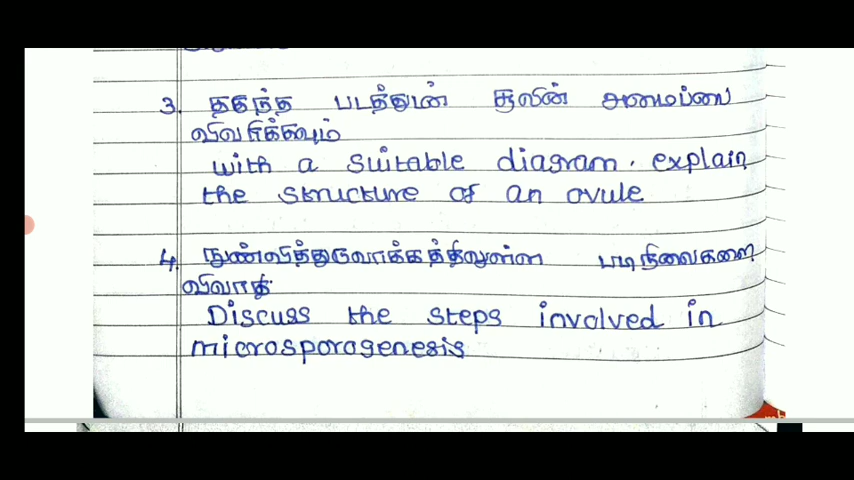 3. தகுந்த படத்துடன் சூலின் அமைப்பை
விவரிக்கவும்
with a suitable diagram. explain
the structure of an ovule
4. நுண்வித்துருவாக்கத்திலுள்ள படிநிலைகளை
விவாதி.
Discuss the steps involved in
microsporogenesis